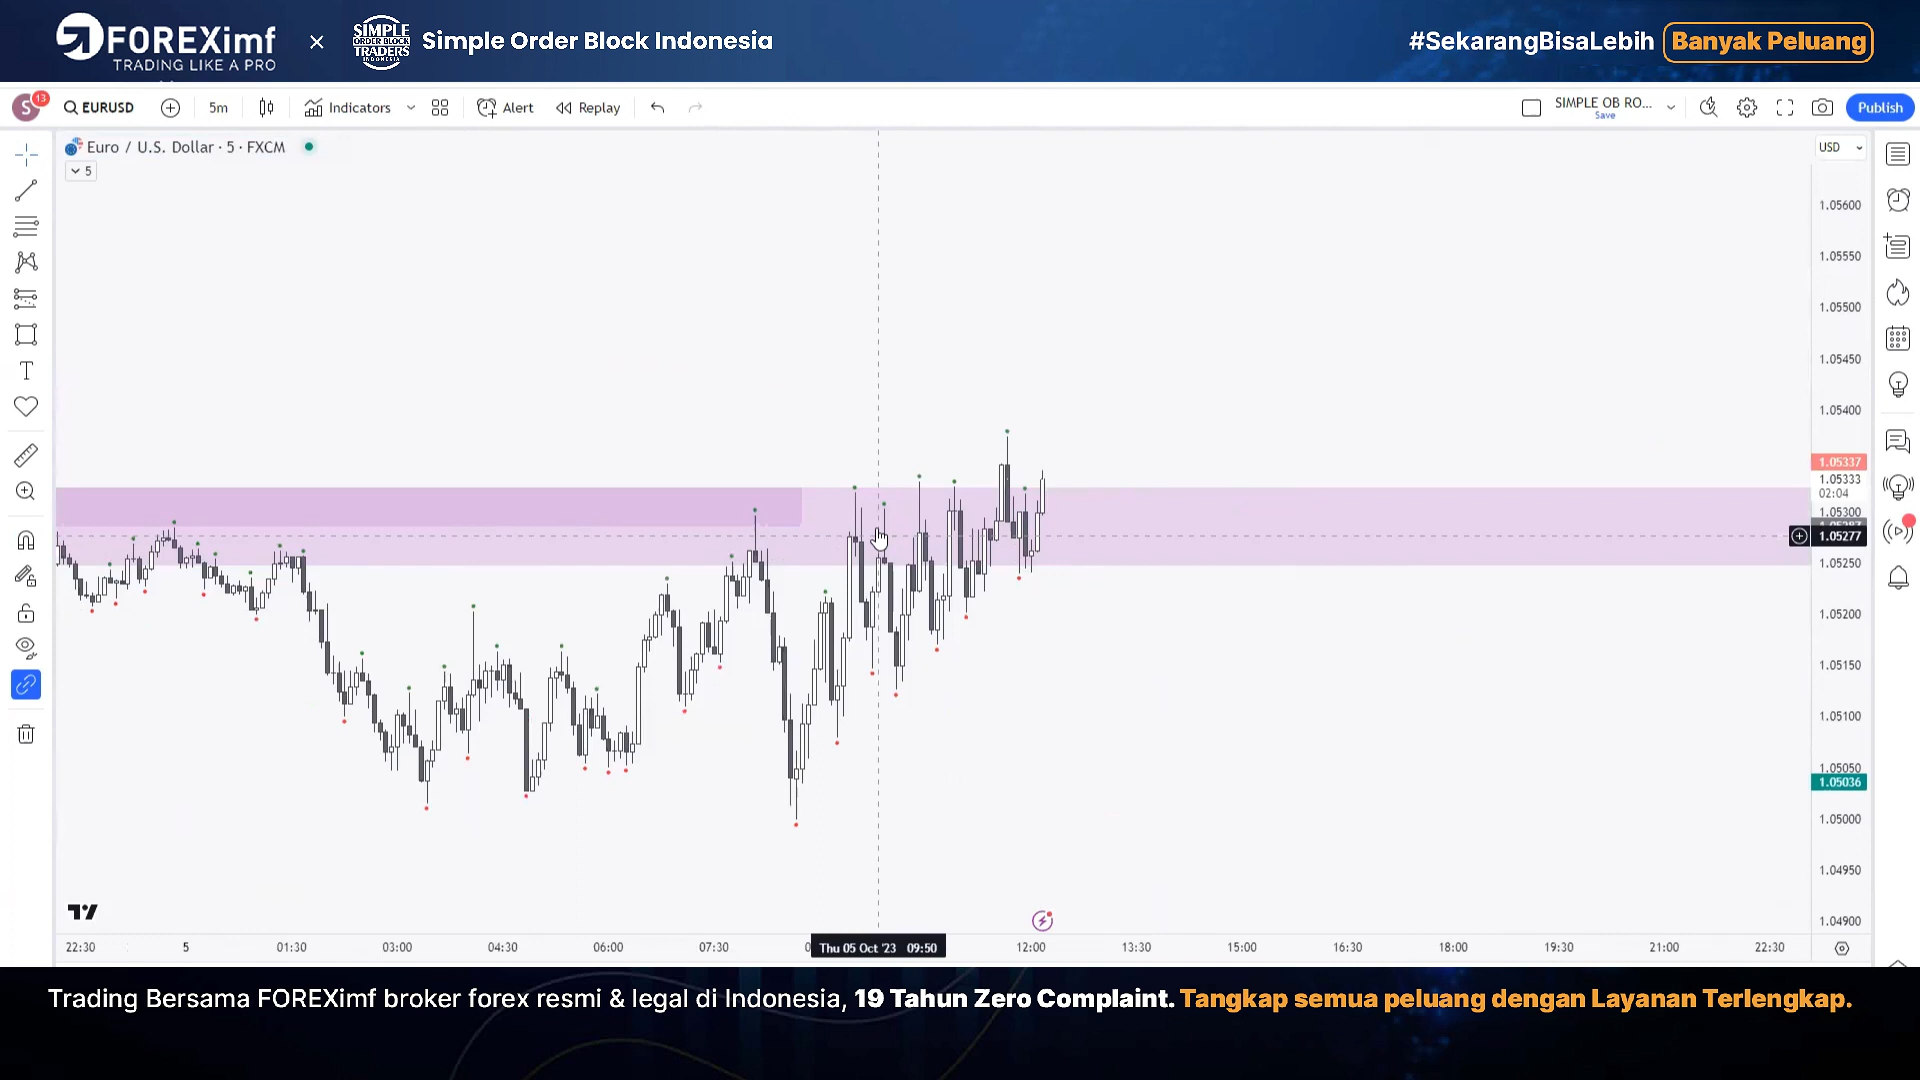 FOREXimf
TRADING LIKE A PRO
×
SIMPLE
ORDER BLOCK
TRADERS
INDONESIA
Simple Order Block Indonesia
#SekarangBisaLebih Banyak Peluang
S 13 EURUSD 5m Indicators Alert Replay SIMPLE OB RO... Save Publish
Euro / U.S. Dollar · 5 · FXCM
5
USD
1.05600
1.05550
1.05500
1.05450
1.05400
1.05337
1.05333
02:04
1.05300
1.05277
1.05250
1.05200
1.05150
1.05100
1.05050
1.05036
1.05000
1.04950
1.04900
22:30 5 01:30 03:00 04:30 06:00 07:30 Thu 05 Oct '23 09:50 12:00 13:30 15:00 16:30 18:00 19:30 21:00 22:30
Trading Bersama FOREXimf broker forex resmi & legal di Indonesia, 19 Tahun Zero Complaint. Tangkap semua peluang dengan Layanan Terlengkap.